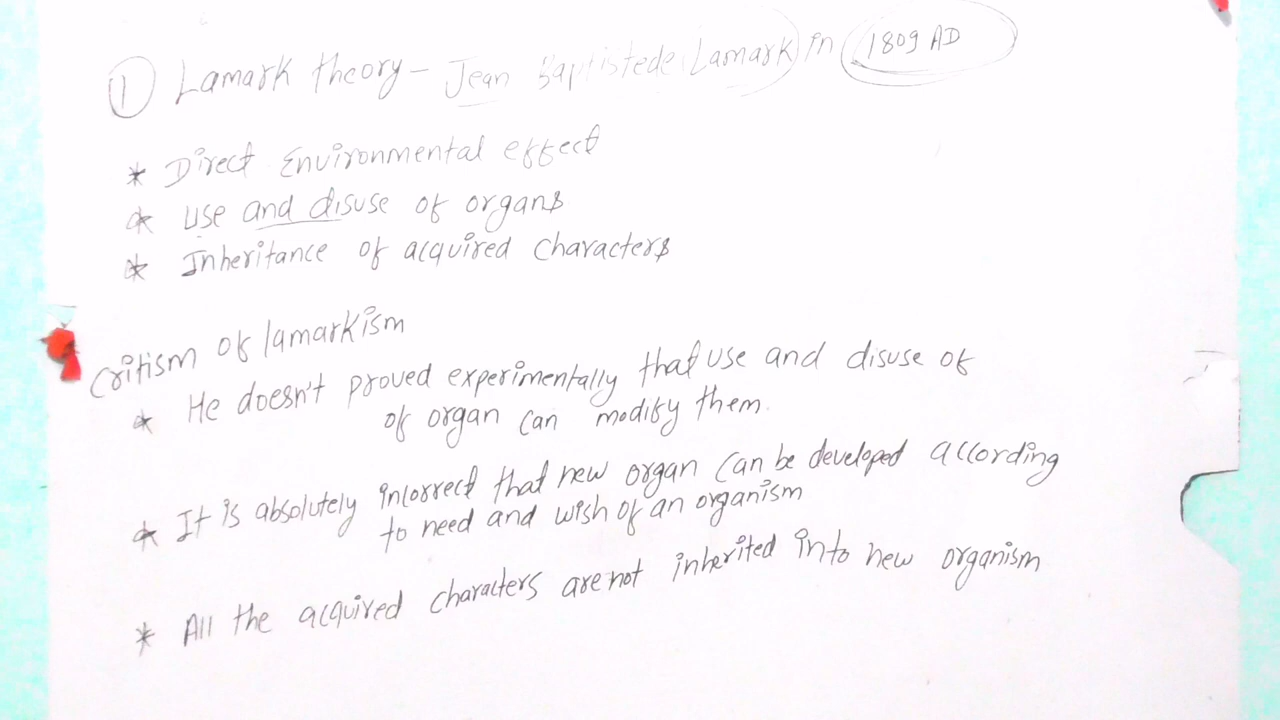 ① Lamark theory - Jean Baptistede Lamark in 1809 AD
* Direct Environmental effect
* Use and disuse of organs
* Inheritance of acquired characters
Critism of lamarkism
* He doesn't proved experimentally that use and disuse of
of organ can modify them.
* It is absolutely incorrect that new organ can be developed according
to need and wish of an organism
* All the acquired characters are not inherited into new organism